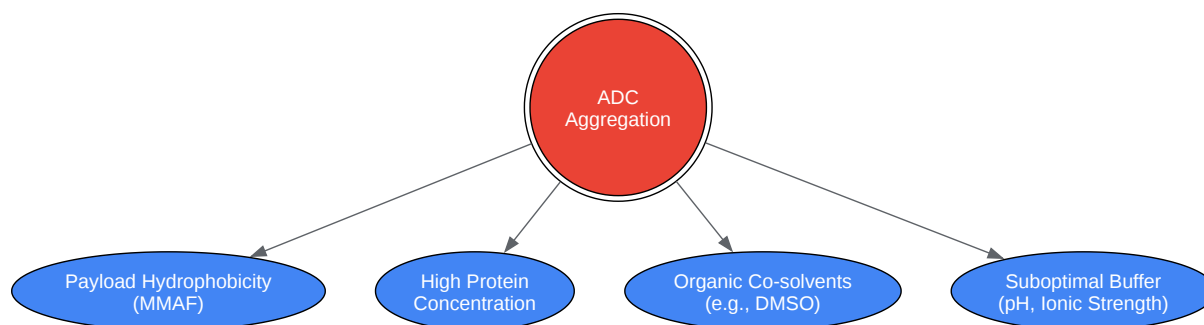 ADC
Aggregation
Payload Hydrophobicity
(MMAF)
High Protein
Concentration
Organic Co-solvents
(e.g., DMSO)
Suboptimal Buffer
(pH, Ionic Strength)